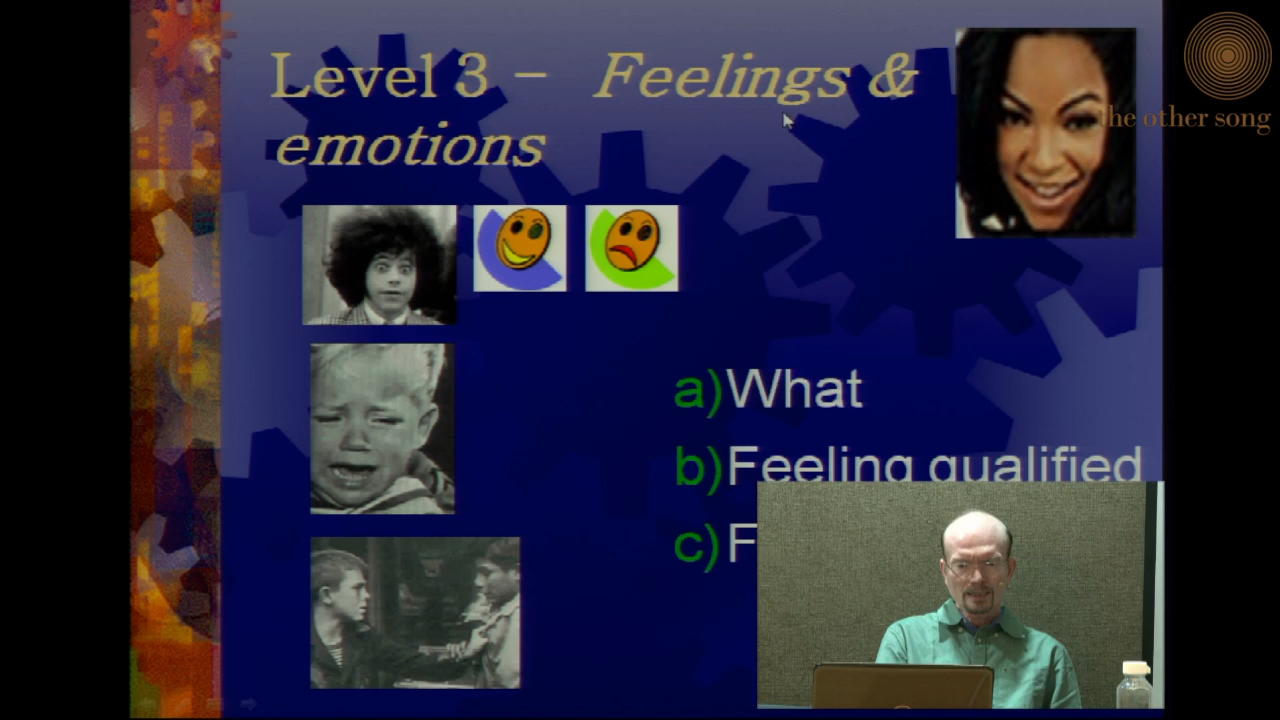 Level 3 – Feelings &
emotions
The other song
a)What
b)Feeling qualified
c)F